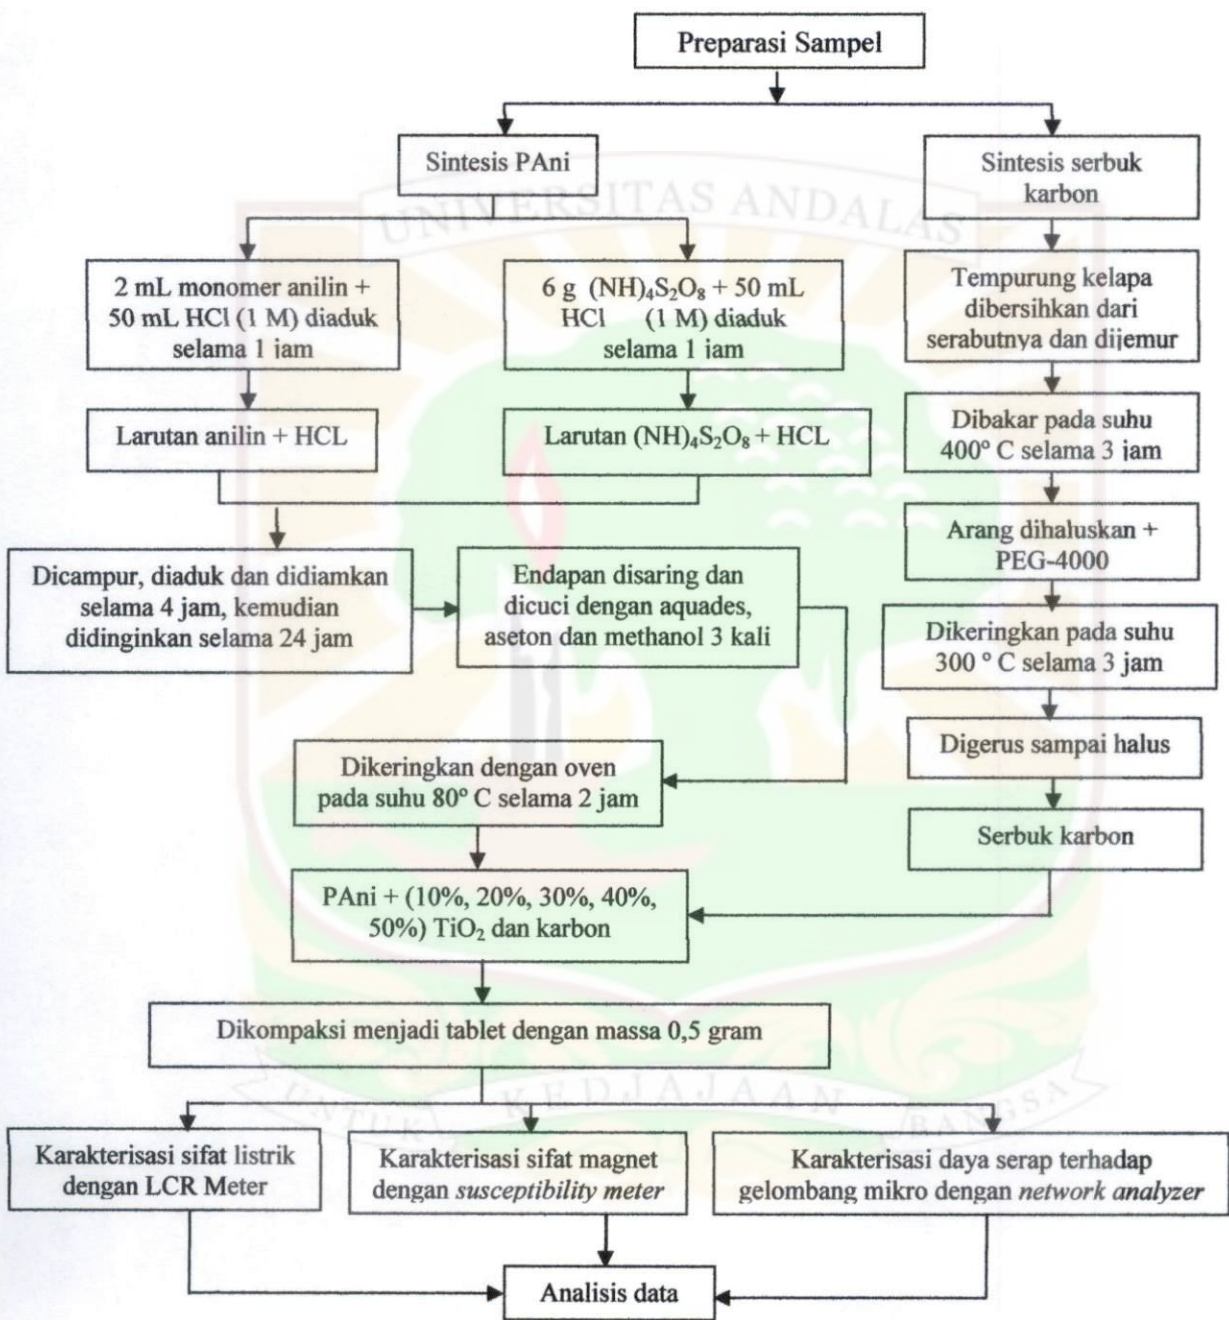 Preparasi Sampel
Sintesis PAni
Sintesis serbuk
karbon
UNIVERSITAS ANDALAS
2 mL monomer anilin +
50 mL HCl (1 M) diaduk
selama 1 jam
6 g (NH)₄S₂O₈ + 50 mL
HCl (1 M) diaduk
selama 1 jam
Tempurung kelapa
dibersihkan dari
serabutnya dan dijemur
Larutan anilin + HCL
Larutan (NH)₄S₂O₈ + HCL
Dibakar pada suhu
400° C selama 3 jam
Arang dihaluskan +
PEG-4000
Dicampur, diaduk dan didiamkan
selama 4 jam, kemudian
didinginkan selama 24 jam
Endapan disaring dan
dicuci dengan aquades,
aseton dan methanol 3 kali
Dikeringkan pada suhu
300 ° C selama 3 jam
Digerus sampai halus
Dikeringkan dengan oven
pada suhu 80° C selama 2 jam
Serbuk karbon
PAni + (10%, 20%, 30%, 40%,
50%) TiO₂ dan karbon
Dikompaksi menjadi tablet dengan massa 0,5 gram
UNTUK KEDJAJAAN BANGSA
Karakterisasi sifat listrik
dengan LCR Meter
Karakterisasi sifat magnet
dengan susceptibility meter
Karakterisasi daya serap terhadap
gelombang mikro dengan network analyzer
Analisis data